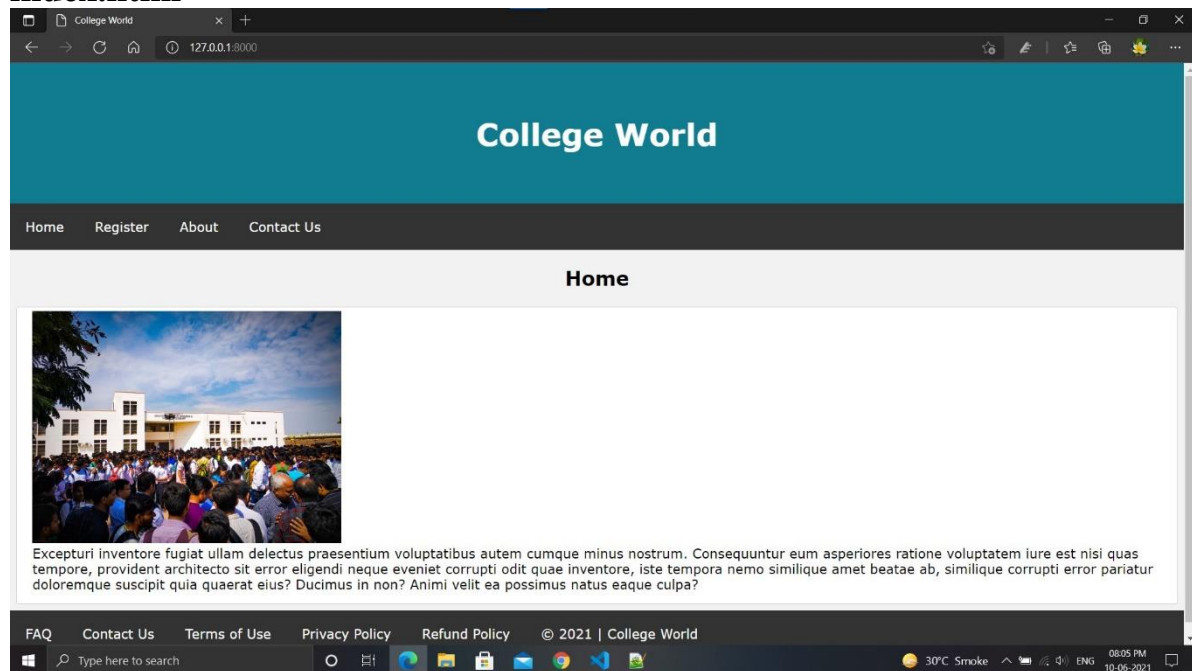 index.html
College World
127.0.0.1:8000
College World
Home Register About Contact Us
Home
Excepturi inventore fugiat ullam delectus praesentium voluptatibus autem cumque minus nostrum. Consequuntur eum asperiores ratione voluptatem iure est nisi quas
tempore, provident architecto sit error eligendi neque eveniet corrupti odit quae inventore, iste tempora nemo similique amet beatae ab, similique corrupti error pariatur
doloremque suscipit quia quaerat eius? Ducimus in non? Animi velit ea possimus natus eaque culpa?
FAQ Contact Us Terms of Use Privacy Policy Refund Policy © 2021 | College World
Type here to search 30°C Smoke ENG 08:05 PM
10-06-2021